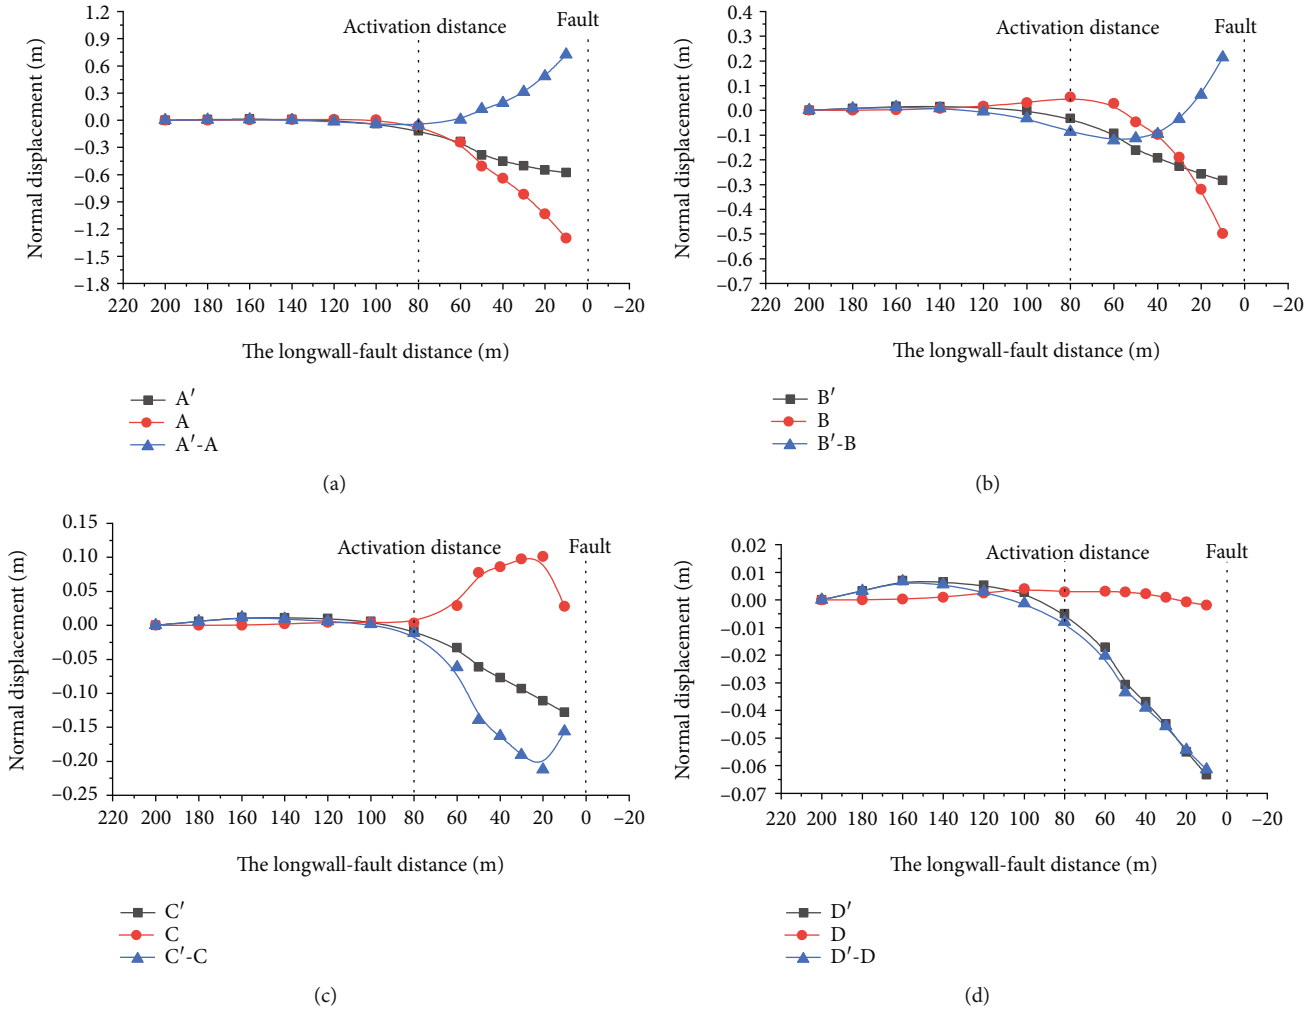 1.2
0.9
0.6
0.3
0.0
−0.3
−0.6
−0.9
−1.2
−1.5
−1.8
Normal displacement (m)
Activation distance
Fault
220 200 180 160 140 120 100 80 60 40 20 0 −20
The longwall-fault distance (m)
A′
A
A′-A
(a)
0.4
0.3
0.2
0.1
0.0
−0.1
−0.2
−0.3
−0.4
−0.5
−0.6
−0.7
Normal displacement (m)
Activation distance
Fault
220 200 180 160 140 120 100 80 60 40 20 0 −20
The longwall-fault distance (m)
B′
B
B′-B
(b)
0.15
0.10
0.05
0.00
−0.05
−0.10
−0.15
−0.20
−0.25
Normal displacement (m)
Activation distance
Fault
220 200 180 160 140 120 100 80 60 40 20 0 −20
The longwall-fault distance (m)
C′
C
C′-C
(c)
0.02
0.01
0.00
−0.01
−0.02
−0.03
−0.04
−0.05
−0.06
−0.07
Normal displacement (m)
Activation distance
Fault
220 200 180 160 140 120 100 80 60 40 20 0 −20
The longwall-fault distance (m)
D′
D
D′-D
(d)